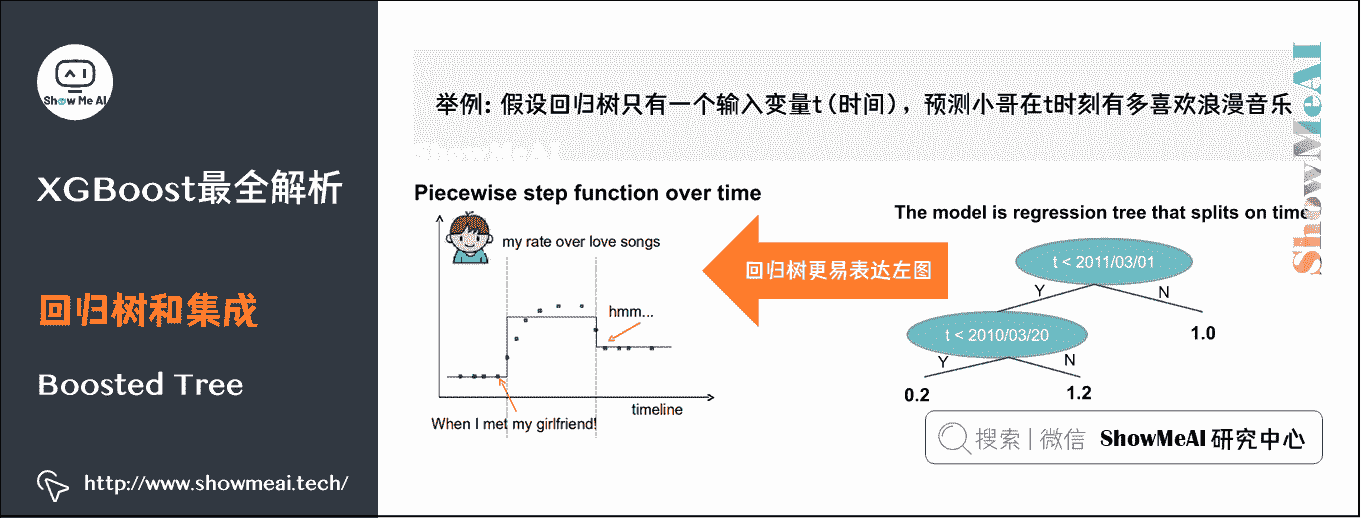 Show Me AI
XGBoost最全解析
回归树和集成
Boosted Tree
http://www.showmeai.tech/
举例: 假设回归树只有一个输入变量t(时间),预测小哥在t时刻有多喜欢浪漫音乐
ShowMeAI
ShowMeAI
Piecewise step function over time
my rate over love songs
hmm...
When I met my girlfriend!
timeline
回归树更易表达左图
The model is regression tree that splits on time
t < 2011/03/01
Y
N
t < 2010/03/20
1.0
Y
N
0.2
1.2
搜索 | 微信 ShowMeAI 研究中心